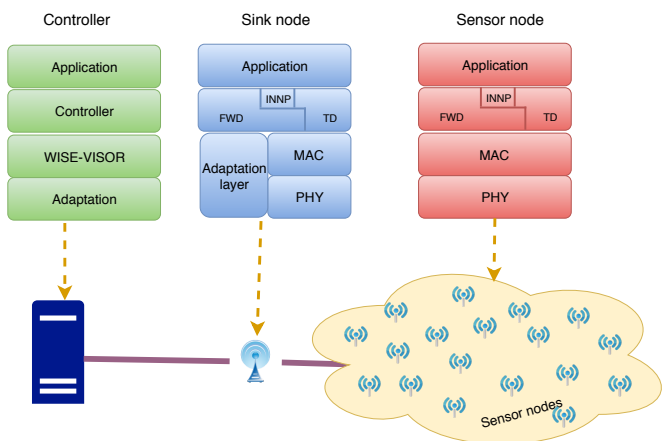 Controller
Sink node
Sensor node
Application
Controller
WISE-VISOR
Adaptation
Application
INNP
FWD
TD
Adaptation
layer
MAC
PHY
Application
INNP
FWD
TD
MAC
PHY
Sensor nodes